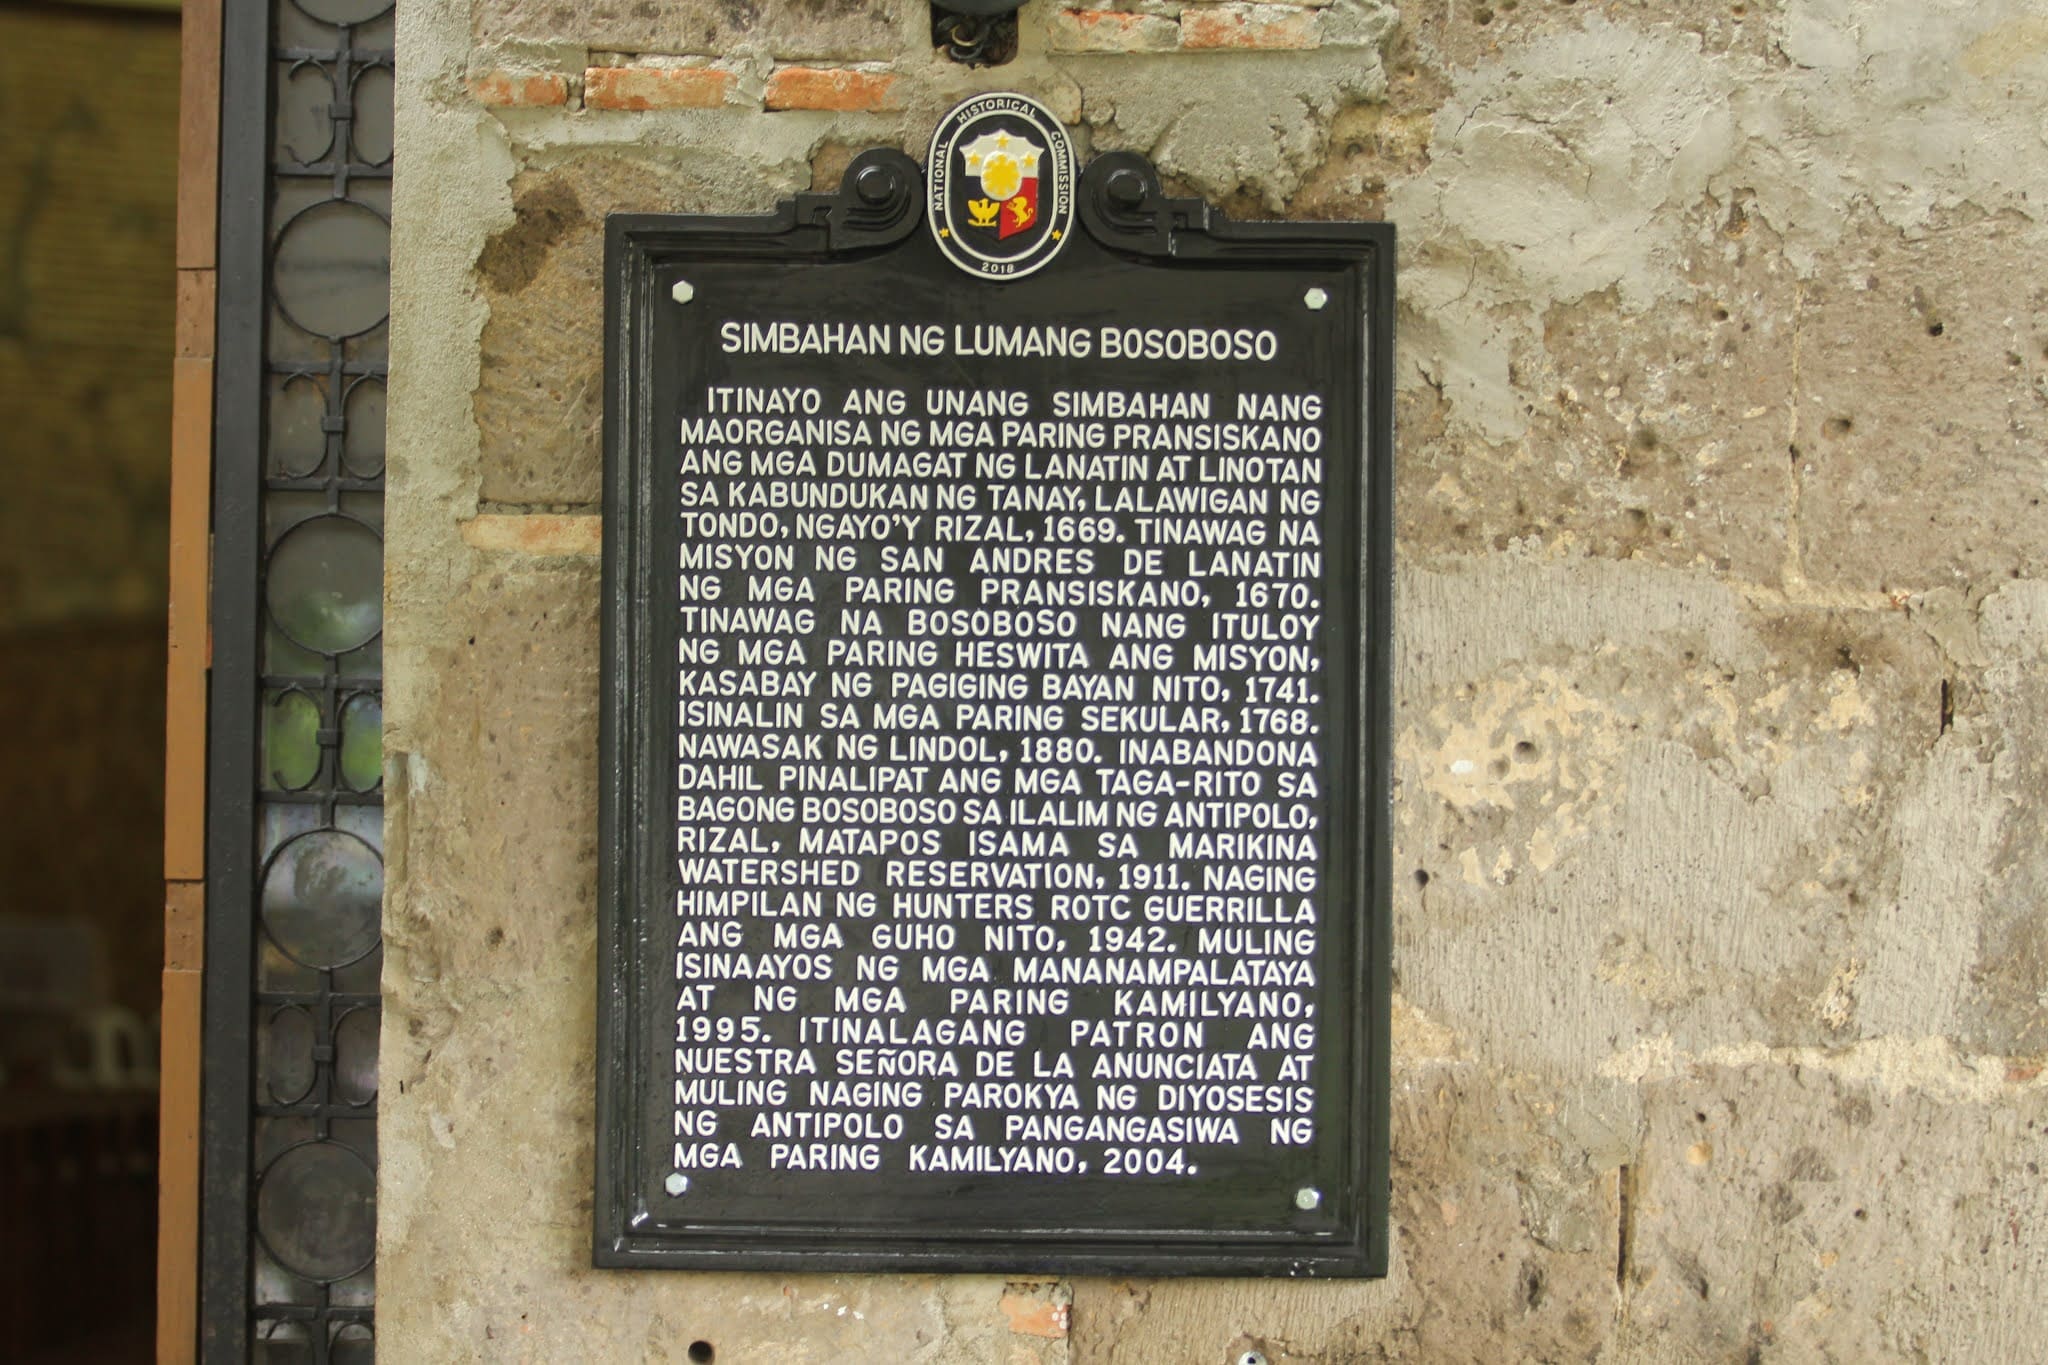 NATIONAL HISTORICAL COMMISSION
2018
SIMBAHAN NG LUMANG BOSOBOSO
ITINAYO ANG UNANG SIMBAHAN NANG
MAORGANISA NG MGA PARING PRANSISKANO
ANG MGA DUMAGAT NG LANATIN AT LINOTAN
SA KABUNDUKAN NG TANAY, LALAWIGAN NG
TONDO, NGAYO'Y RIZAL, 1669. TINAWAG NA
MISYON NG SAN ANDRES DE LANATIN
NG MGA PARING PRANSISKANO, 1670.
TINAWAG NA BOSOBOSO NANG ITULOY
NG MGA PARING HESWITA ANG MISYON,
KASABAY NG PAGIGING BAYAN NITO, 1741.
ISINALIN SA MGA PARING SEKULAR, 1768.
NAWASAK NG LINDOL, 1880. INABANDONA
DAHIL PINALIPAT ANG MGA TAGA-RITO SA
BAGONG BOSOBOSO SA ILALIM NG ANTIPOLO,
RIZAL, MATAPOS ISAMA SA MARIKINA
WATERSHED RESERVATION, 1911. NAGING
HIMPILAN NG HUNTERS ROTC GUERRILLA
ANG MGA GUHO NITO, 1942. MULING
ISINAAYOS NG MGA MANANAMPALATAYA
AT NG MGA PARING KAMILYANO,
1995. ITINALAGANG PATRON ANG
NUESTRA SEÑORA DE LA ANUNCIATA AT
MULING NAGING PAROKYA NG DIYOSESIS
NG ANTIPOLO SA PANGANGASIWA NG
MGA PARING KAMILYANO, 2004.